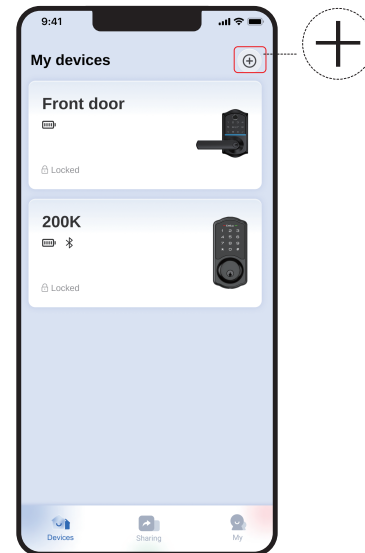 9:41
My devices
Front door
Locked
200K
Locked
Devices
Sharing
My